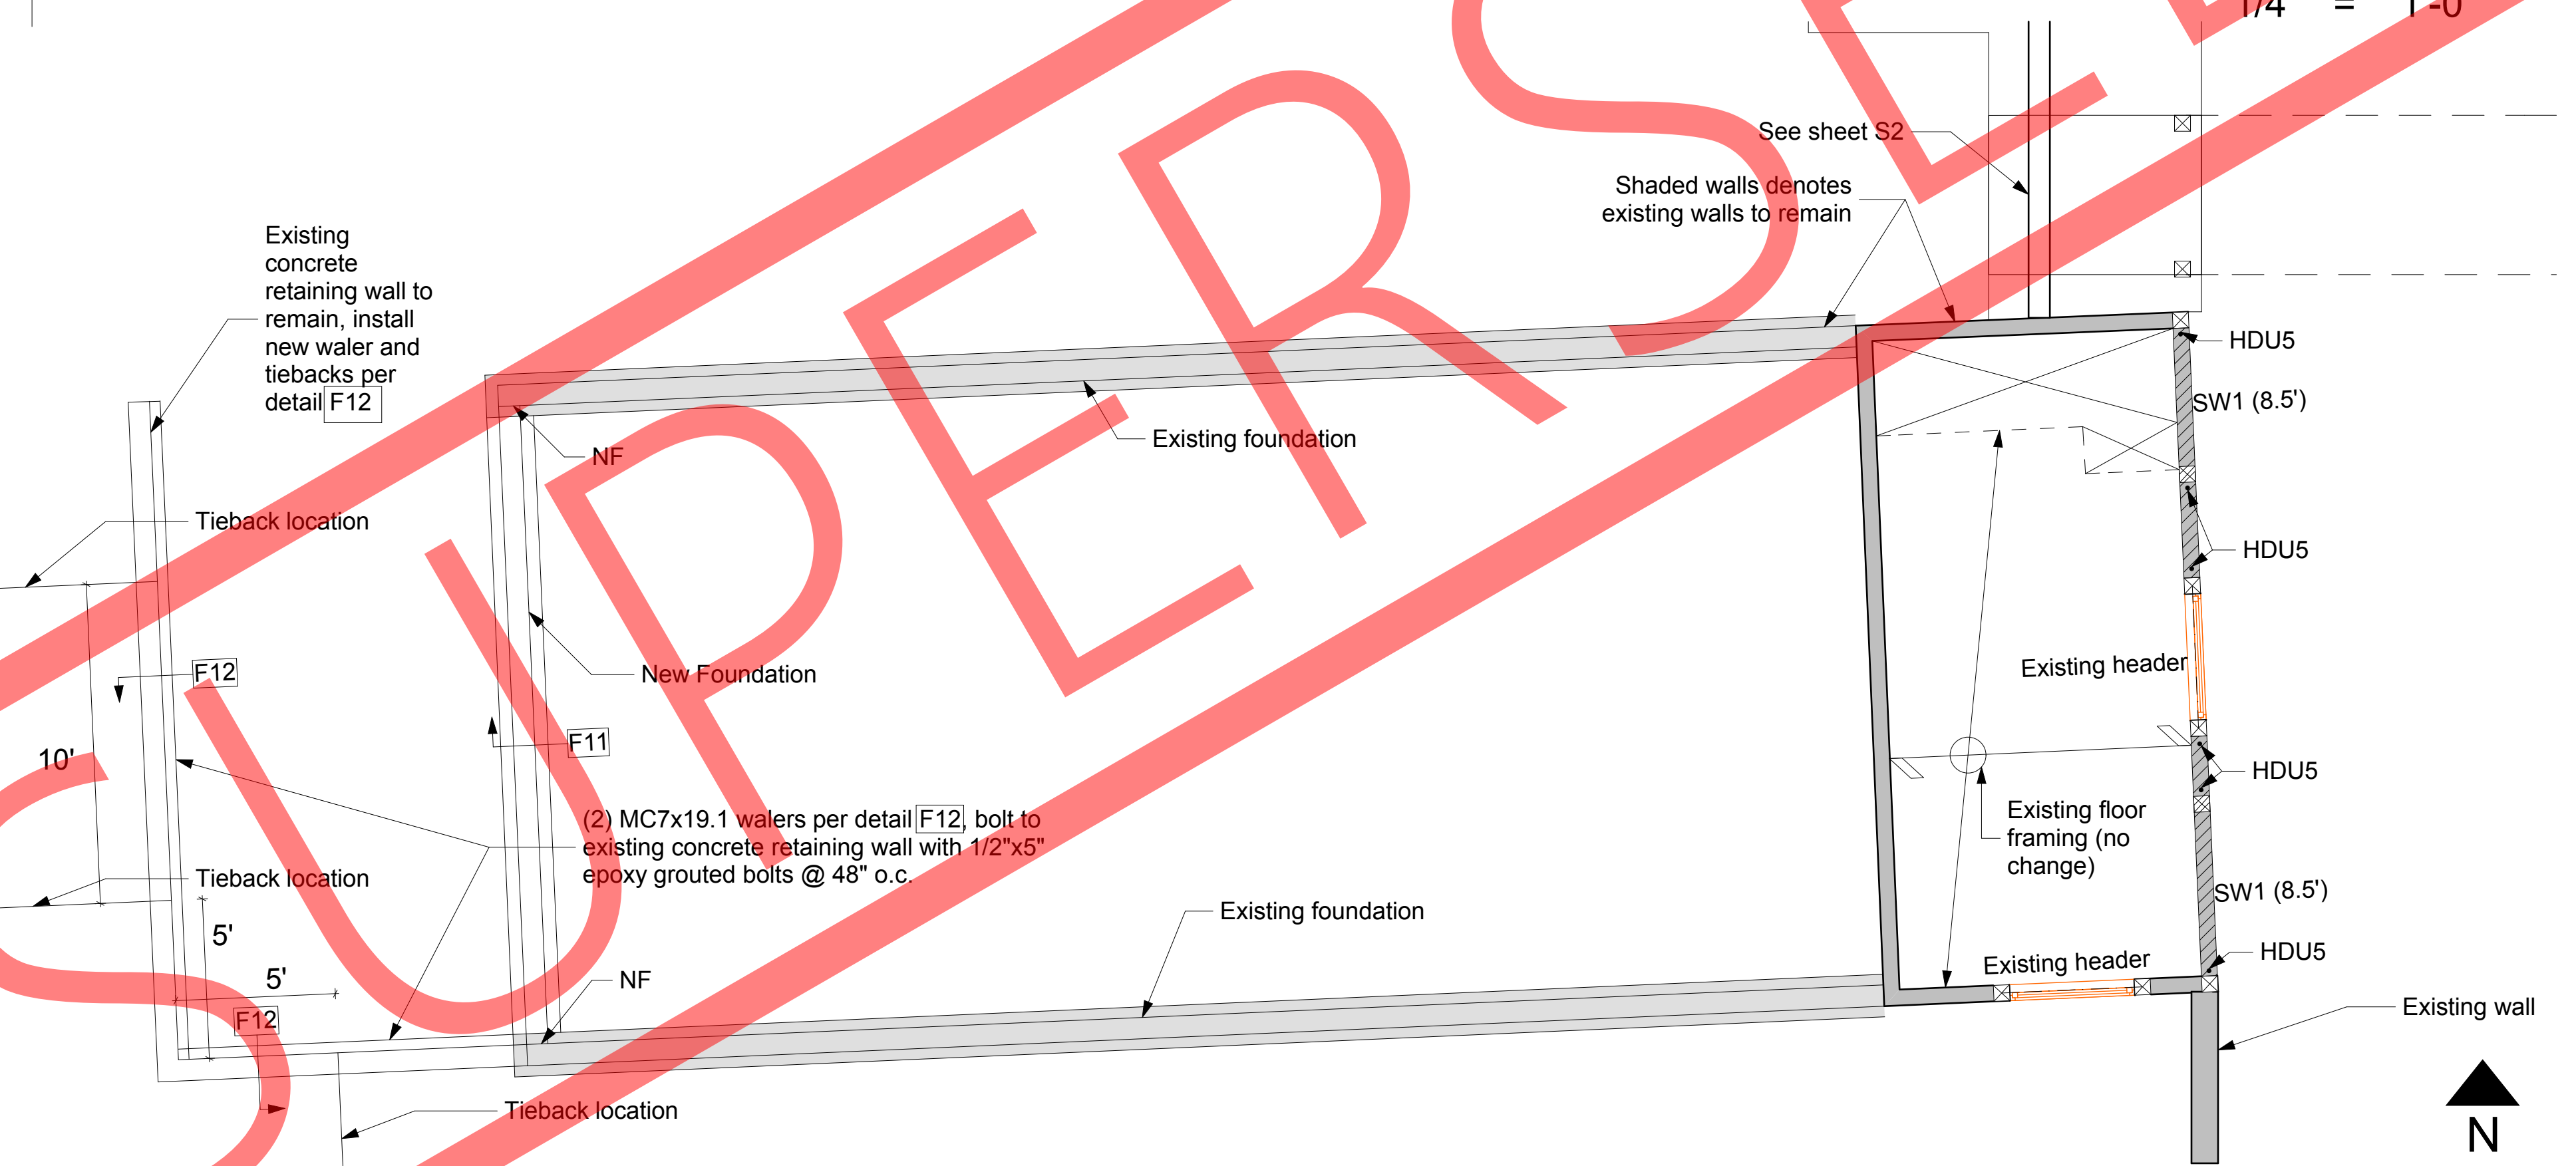 1/4" = 1'-0"
See sheet S2
Shaded walls denotes
existing walls to remain
Existing
concrete
retaining wall to
remain, install
new waler and
tiebacks per
detail F12
HDU5
SW1 (8.5')
Existing foundation
NF
Tieback location
HDU5
F12
New Foundation
Existing header
F11
10'
HDU5
(2) MC7x19.1 walers per detail F12, bolt to
existing concrete retaining wall with 1/2"x5"
epoxy grouted bolts @ 48" o.c.
Existing floor
framing (no
change)
Tieback location
SW1 (8.5')
Existing foundation
5'
5'
NF
Existing header
HDU5
F12
Existing wall
Tieback location
N
SUPERSE